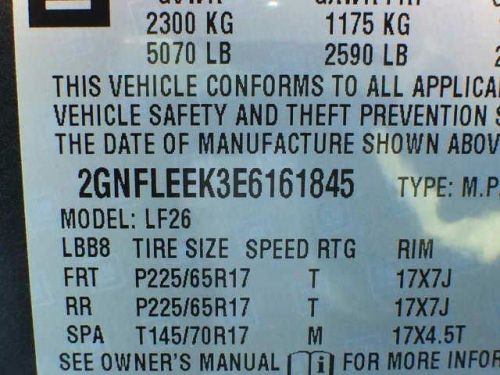 2300 KG 1175 KG
5070 LB 2590 LB
THIS VEHICLE CONFORMS TO ALL
VEHICLE SAFETY AND THEFT PREVENTION
THE DATE OF MANUFACTURE SHOWN
2GNFLEEK3E6161845 TYPE:
MODEL: LF26
LBB8 TIRE SIZE SPEED RTG RIM
FRT P225/65R17 T 17X7J
RR P225/65R17 T 17X7J
SPA T145/70R17 M 17X4.5T
SEE OWNER'S MANUAL FOR MORE